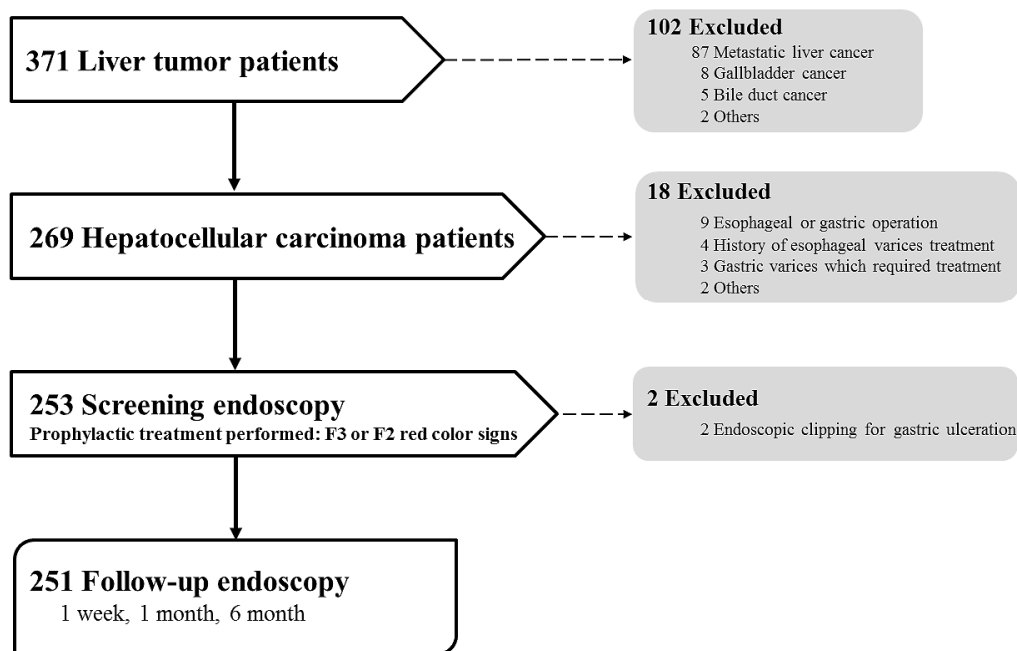 371 Liver tumor patients
102 Excluded
87 Metastatic liver cancer
8 Gallbladder cancer
5 Bile duct cancer
2 Others
269 Hepatocellular carcinoma patients
18 Excluded
9 Esophageal or gastric operation
4 History of esophageal varices treatment
3 Gastric varices which required treatment
2 Others
253 Screening endoscopy
Prophylactic treatment performed: F3 or F2 red color signs
2 Excluded
2 Endoscopic clipping for gastric ulceration
251 Follow-up endoscopy
1 week, 1 month, 6 month